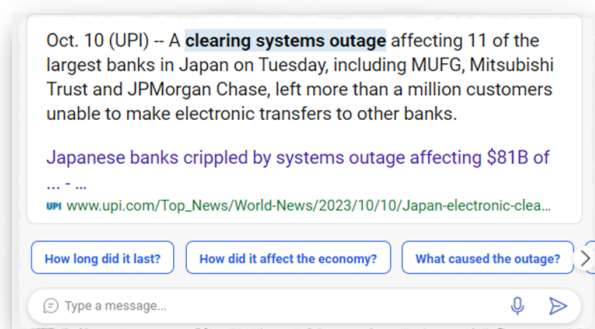 Oct. 10 (UPI) -- A clearing systems outage affecting 11 of the
largest banks in Japan on Tuesday, including MUFG, Mitsubishi
Trust and JPMorgan Chase, left more than a million customers
unable to make electronic transfers to other banks.
Japanese banks crippled by systems outage affecting $81B of
... - ...
UPI www.upi.com/Top_News/World-News/2023/10/10/Japan-electronic-clea...
How long did it last? How did it affect the economy? What caused the outage?
Type a message...